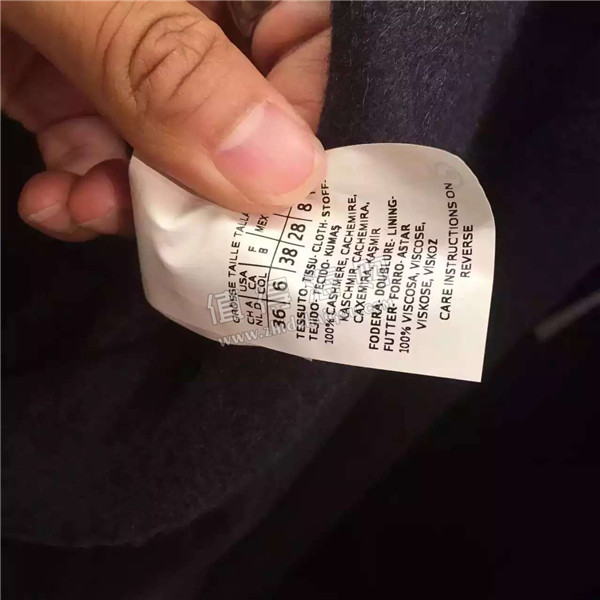 GRÖSSE TAILLE TALLA
CH A USA F MEX
NL D CA B
COL
36 6 38 28 8
TESSUTO- TISSU- CLOTH- STOFF-
TEJIDO- TECIDO- KUMAŞ
100% CASHMERE, CACHEMIRE,
KASCHMIR, CACHEMIRA,
CAXEMIRA, KAŞMIR
FODERA- DOUBLURE- LINING-
FUTTER- FORRO- ASTAR
100% VISCOSA, VISCOSE,
VISKOSE, VISKOZ
CARE INSTRUCTIONS ON
REVERSE